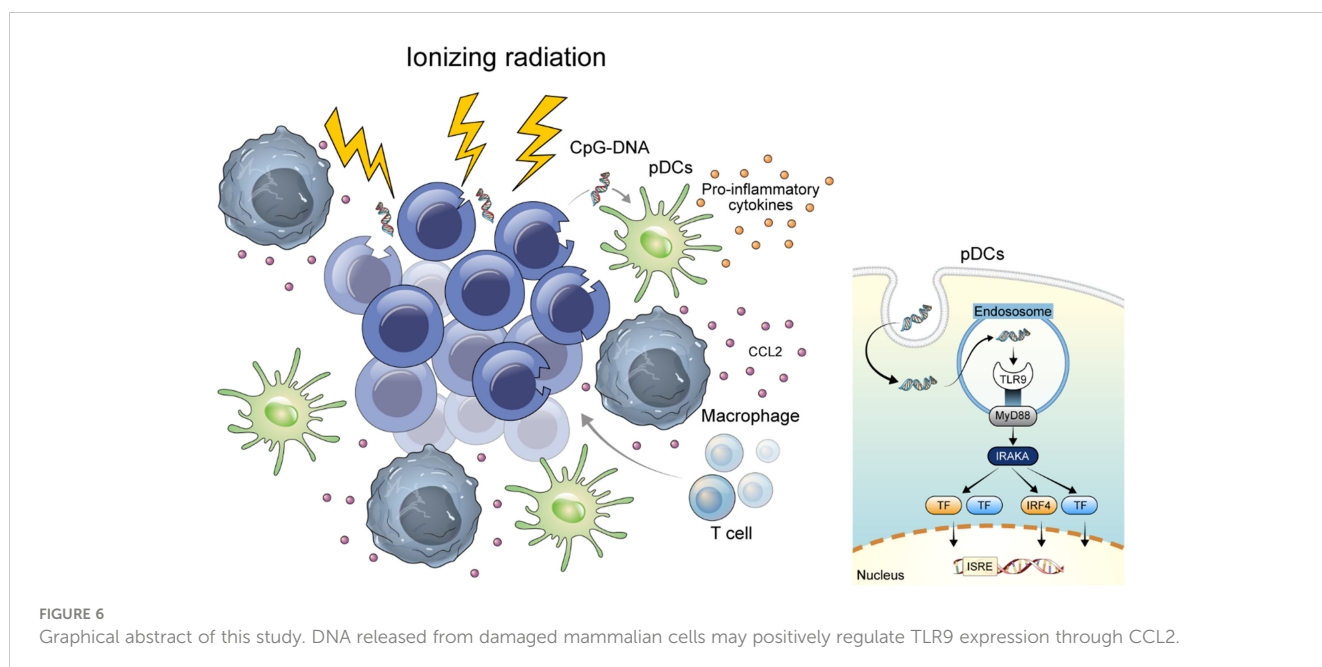 Ionizing radiation
CpG-DNA
pDCs
Pro-inflammatory
cytokines
CCL2
Macrophage
T cell
pDCs
Endososome
TLR9
MyD88
IRAKA
TF
TF
IRF4
TF
ISRE
Nucleus
FIGURE 6
Graphical abstract of this study. DNA released from damaged mammalian cells may positively regulate TLR9 expression through CCL2.